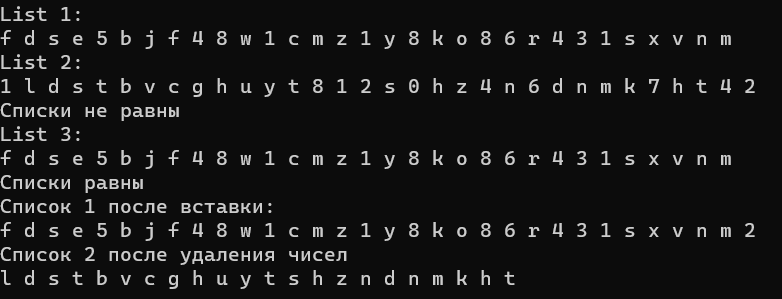 List 1:
f d s e 5 b j f 4 8 w 1 c m z 1 y 8 k o 8 6 r 4 3 1 s x v n m
List 2:
1 l d s t b v c g h u y t 8 1 2 s 0 h z 4 n 6 d n m k 7 h t 4 2
Списки не равны
List 3:
f d s e 5 b j f 4 8 w 1 c m z 1 y 8 k o 8 6 r 4 3 1 s x v n m
Списки равны
Список 1 после вставки:
f d s e 5 b j f 4 8 w 1 c m z 1 y 8 k o 8 6 r 4 3 1 s x v n m 2
Список 2 после удаления чисел
l d s t b v c g h u y t s h z n d n m k h t